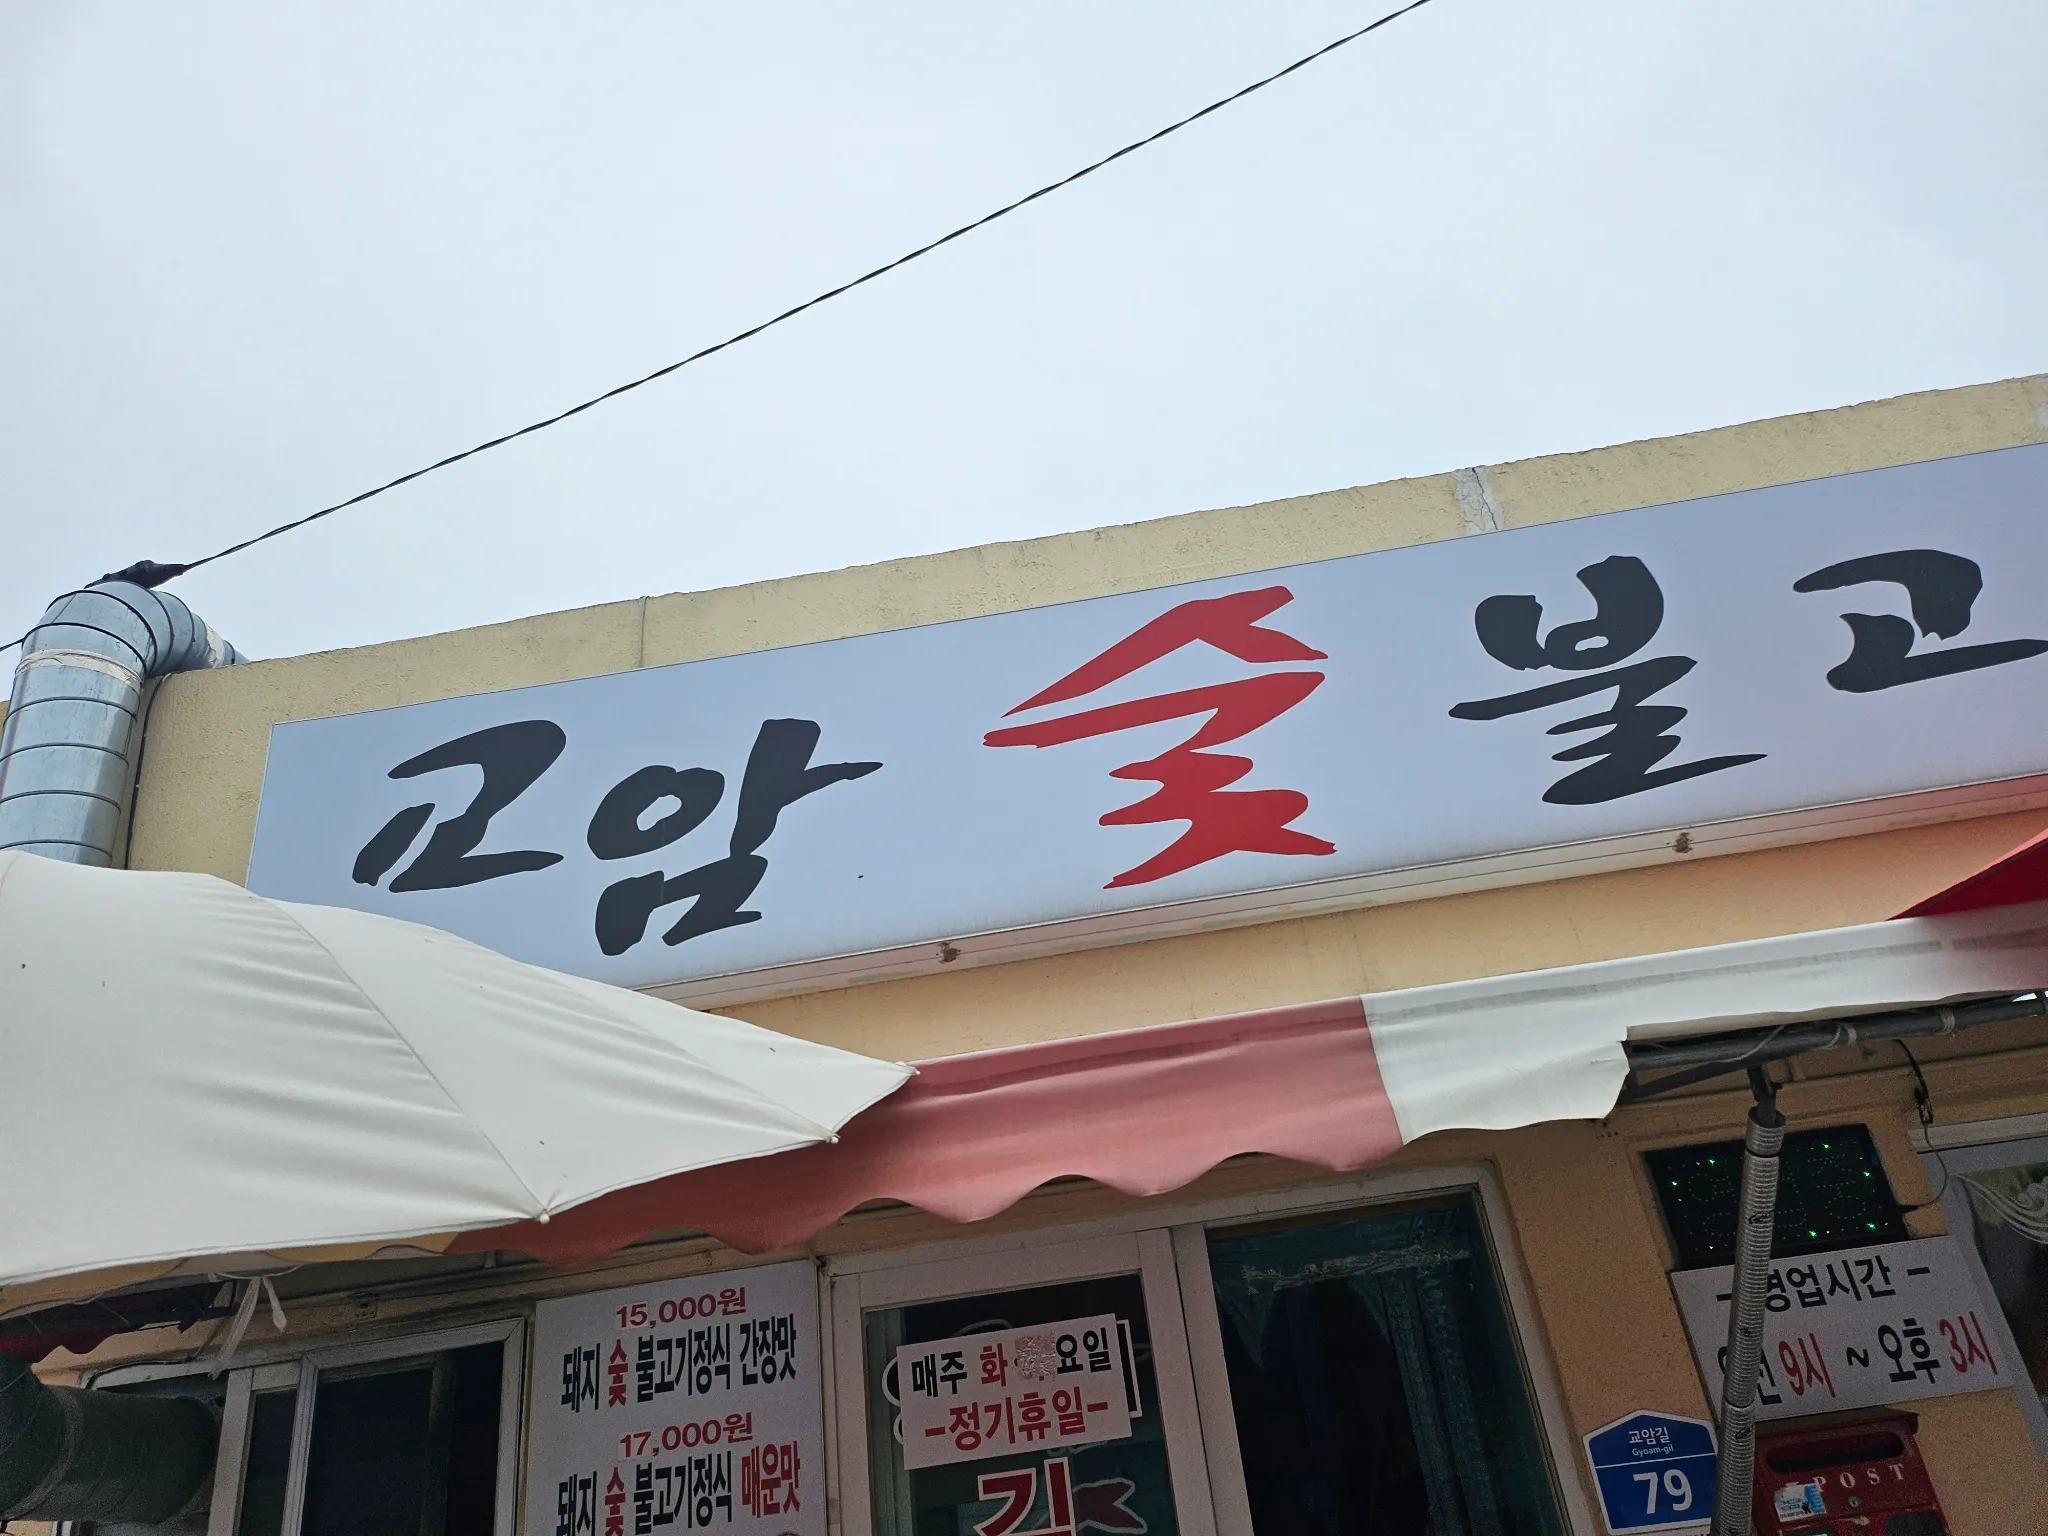 교암 숯 불고
15,000원
돼지 숯 불고기정식 간장맛
17,000원
돼지 숯 불고기정식 매운맛
매주 화 요일
-정기휴일-
- 영업시간 -
오전 9시 ~ 오후 3시
교암길
Gyoam-gil
79
POST